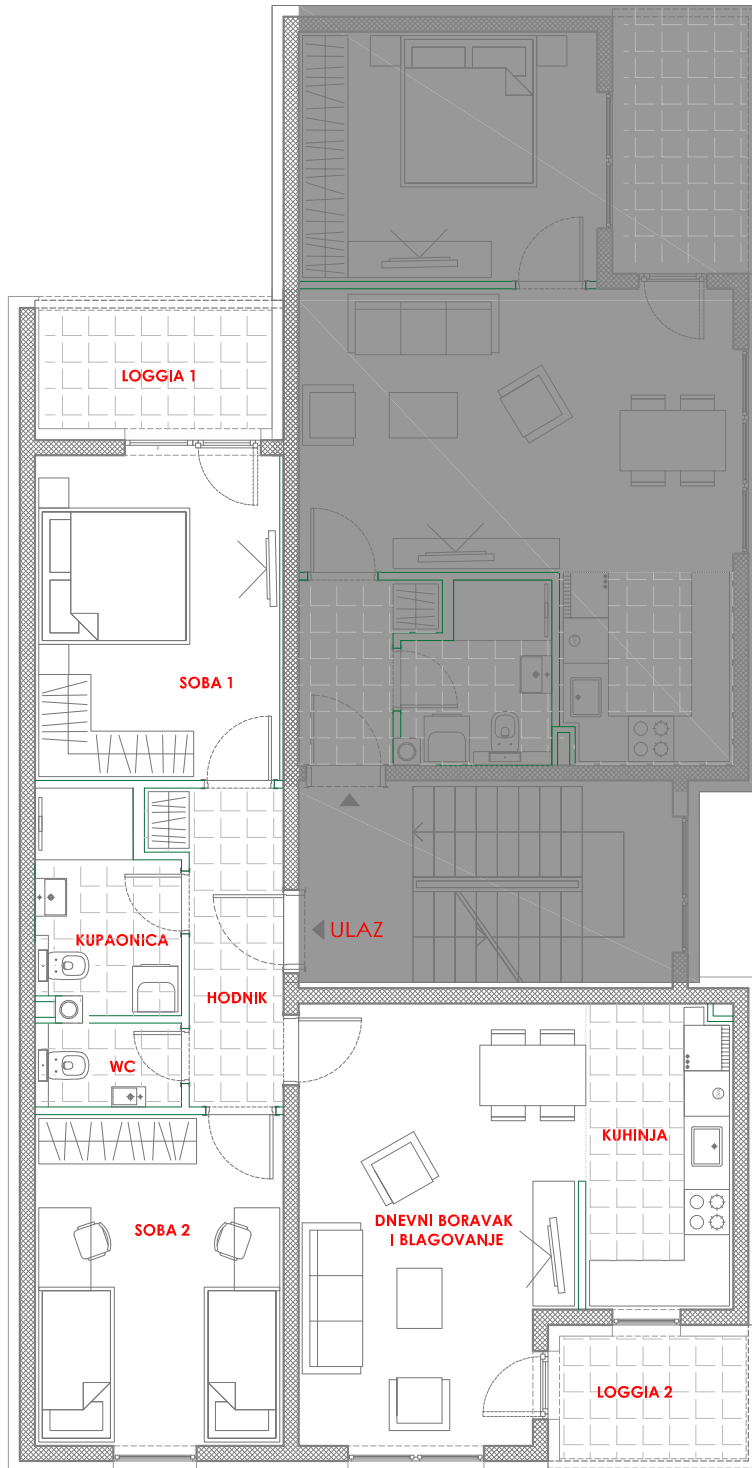 LOGGIA 1
SOBA 1
ULAZ
KUPAONICA
HODNIK
WC
KUHINJA
DNEVNI BORAVAK
I BLAGOVANJE
SOBA 2
LOGGIA 2